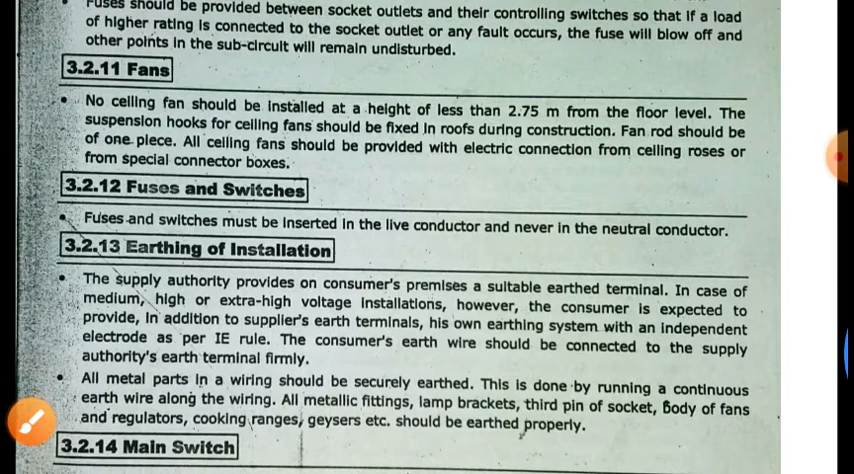 Fuses should be provided between socket outlets and their controlling switches so that if a load
of higher rating is connected to the socket outlet or any fault occurs, the fuse will blow off and
other points in the sub-circuit will remain undisturbed.
3.2.11 Fans
• No ceiling fan should be installed at a height of less than 2.75 m from the floor level. The
suspension hooks for ceiling fans should be fixed in roofs during construction. Fan rod should be
of one piece. All ceiling fans should be provided with electric connection from ceiling roses or
from special connector boxes.
3.2.12 Fuses and Switches
• Fuses and switches must be inserted in the live conductor and never in the neutral conductor.
3.2.13 Earthing of Installation
• The supply authority provides on consumer's premises a suitable earthed terminal. In case of
medium, high or extra-high voltage installations, however, the consumer is expected to
provide, in addition to supplier's earth terminals, his own earthing system with an independent
electrode as per IE rule. The consumer's earth wire should be connected to the supply
authority's earth terminal firmly.
• All metal parts in a wiring should be securely earthed. This is done by running a continuous
earth wire along the wiring. All metallic fittings, lamp brackets, third pin of socket, body of fans
and regulators, cooking ranges, geysers etc. should be earthed properly.
3.2.14 Main Switch